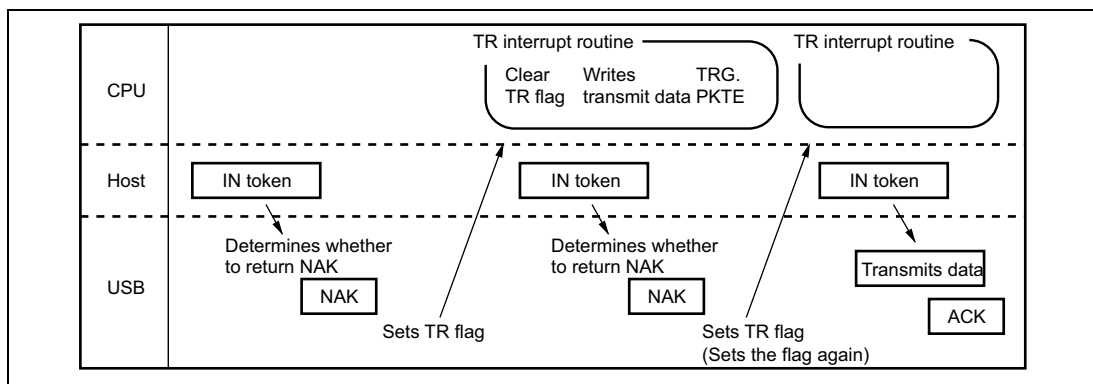 TR interrupt routine
TR interrupt routine
Clear Writes TRG.
TR flag transmit data PKTE
CPU
Host
IN token
IN token
IN token
Determines whether
to return NAK
Determines whether
to return NAK
Transmits data
USB
NAK
NAK
ACK
Sets TR flag
Sets TR flag
(Sets the flag again)